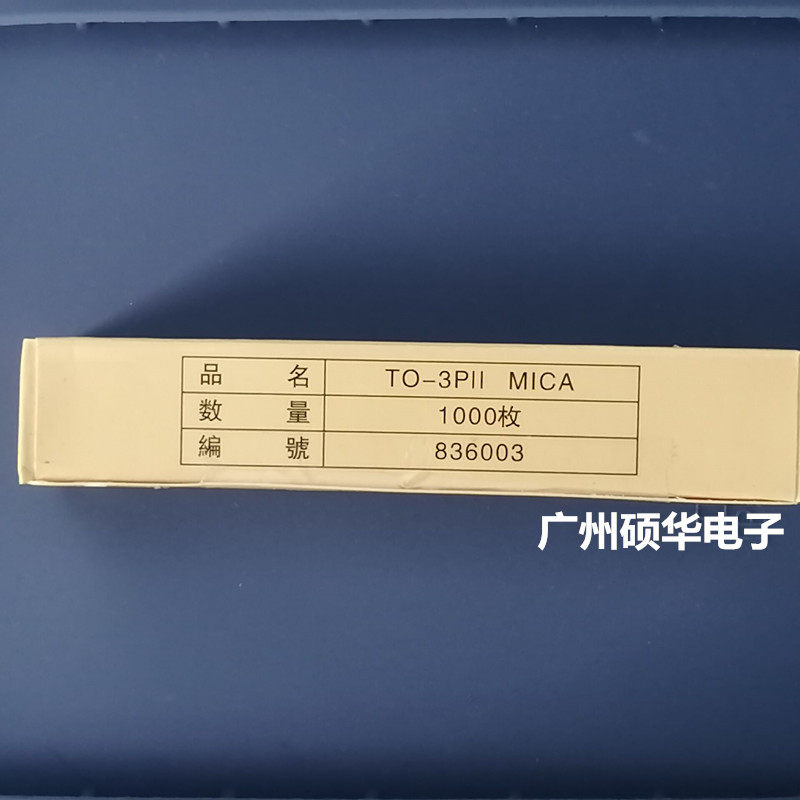 品 名 TO-3PII MICA
数 量 1000枚
編 號 836003
广州硕华电子